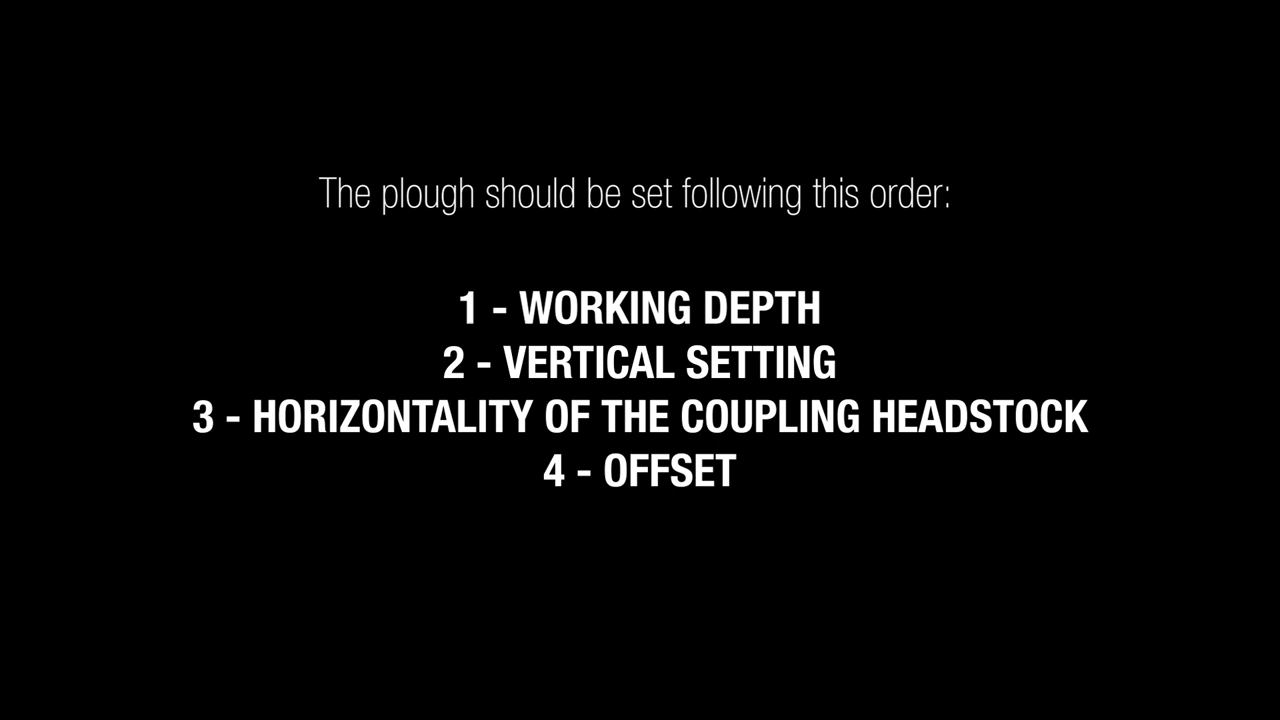 The plough should be set following this order:
1 - WORKING DEPTH
2 - VERTICAL SETTING
3 - HORIZONTALITY OF THE COUPLING HEADSTOCK
4 - OFFSET